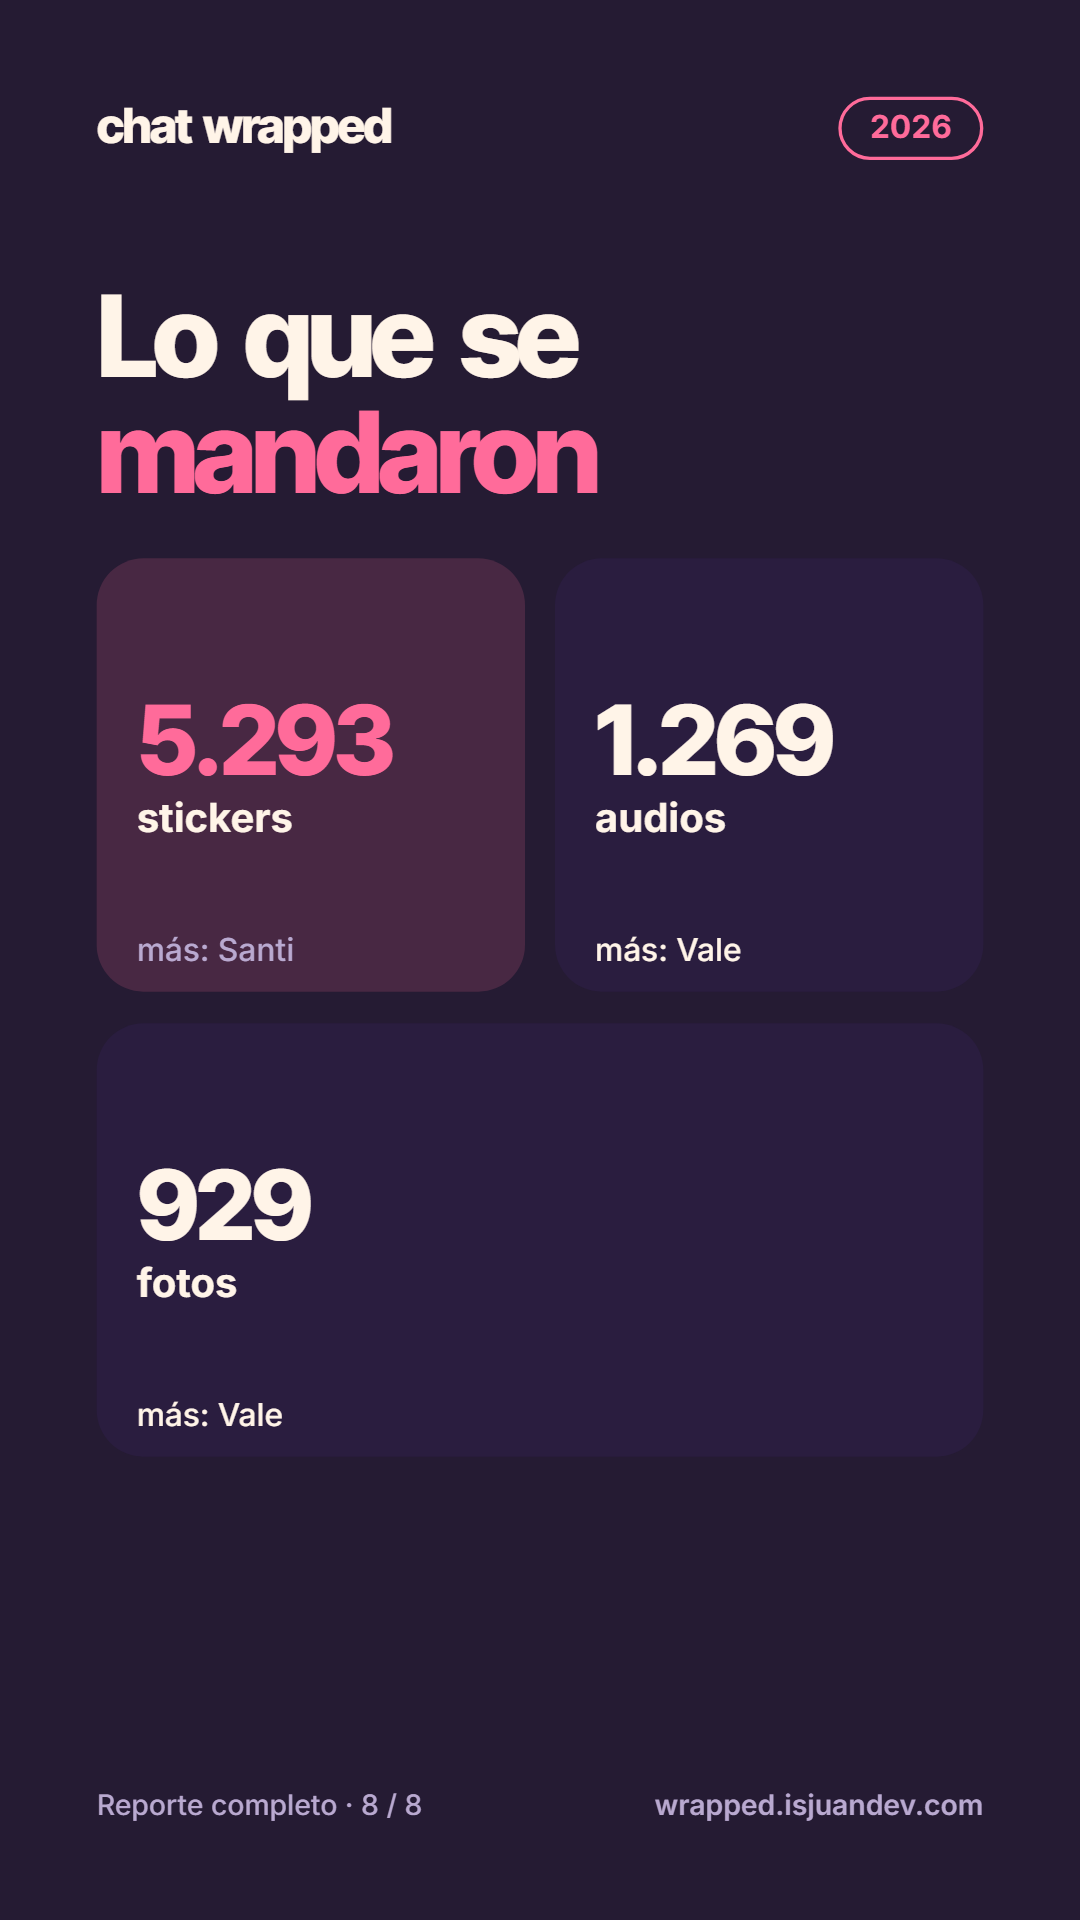 chat wrapped
2026
Lo que se
mandaron
5.293
stickers
más: Santi
1.269
audios
más: Vale
929
fotos
más: Vale
Reporte completo · 8 / 8
wrapped.isjuandev.com